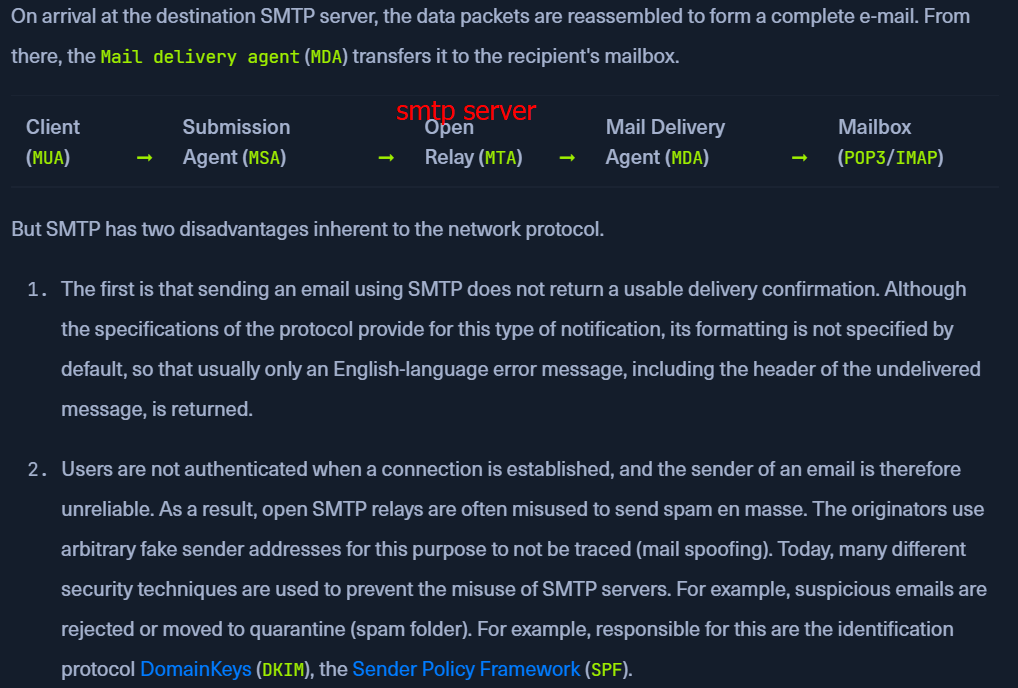 On arrival at the destination SMTP server, the data packets are reassembled to form a complete e-mail. From
there, the Mail delivery agent (MDA) transfers it to the recipient's mailbox.
smtp server
Client Submission Open Mail Delivery Mailbox
(MUA) → Agent (MSA) → Relay (MTA) → Agent (MDA) → (POP3/IMAP)
But SMTP has two disadvantages inherent to the network protocol.
1. The first is that sending an email using SMTP does not return a usable delivery confirmation. Although
the specifications of the protocol provide for this type of notification, its formatting is not specified by
default, so that usually only an English-language error message, including the header of the undelivered
message, is returned.
2. Users are not authenticated when a connection is established, and the sender of an email is therefore
unreliable. As a result, open SMTP relays are often misused to send spam en masse. The originators use
arbitrary fake sender addresses for this purpose to not be traced (mail spoofing). Today, many different
security techniques are used to prevent the misuse of SMTP servers. For example, suspicious emails are
rejected or moved to quarantine (spam folder). For example, responsible for this are the identification
protocol DomainKeys (DKIM), the Sender Policy Framework (SPF).